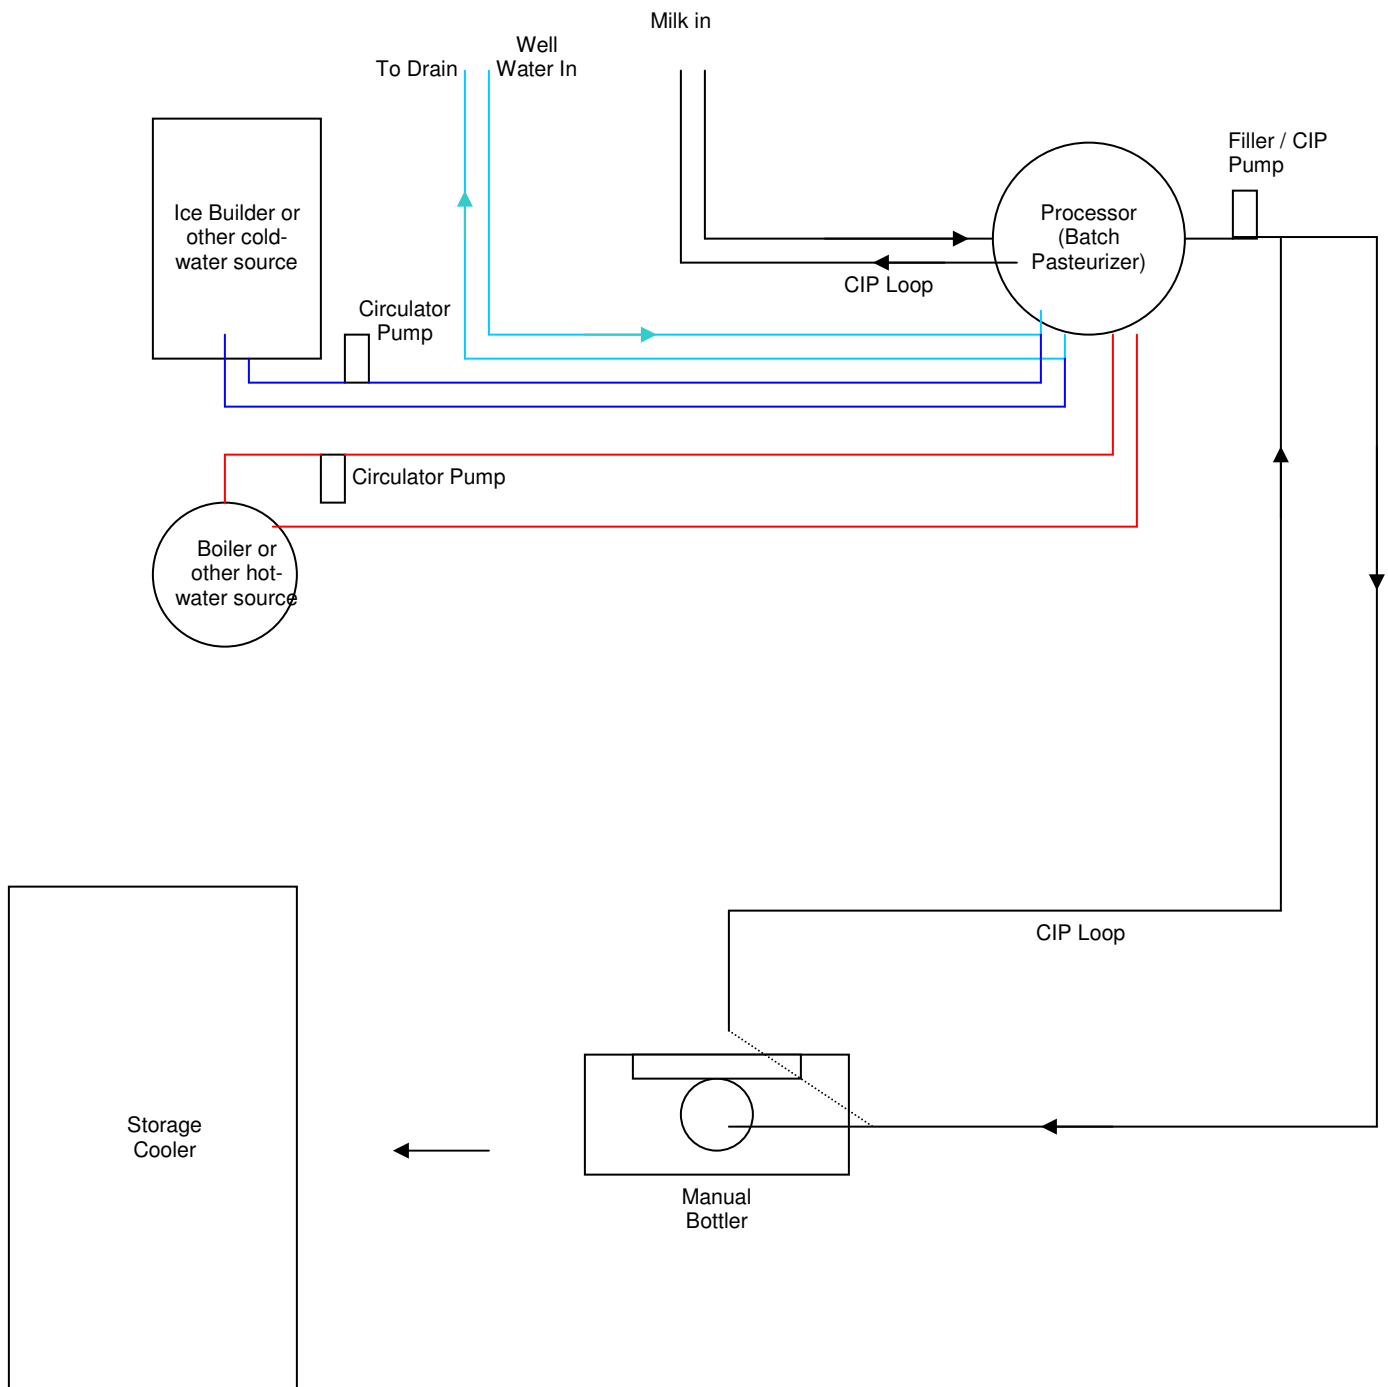 Milk in
Well
Water In
To Drain
Filler / CIP
Pump
Ice Builder or
other cold-
water source
Processor
(Batch
Pasteurizer)
CIP Loop
Circulator
Pump
Circulator Pump
Boiler or
other hot-
water source
CIP Loop
Storage
Cooler
Manual
Bottler